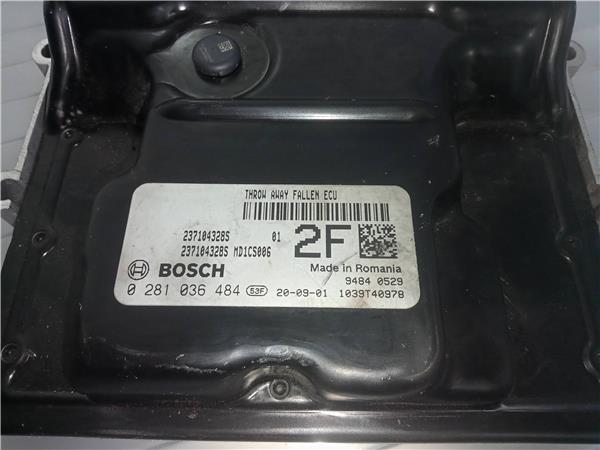 THROW AWAY FALLEN ECU
237104328S 01
237104328S MD1CS006
2F
BOSCH
Made in Romania
9484 0529
0 281 036 484 53F 20-09-01 1039T40978